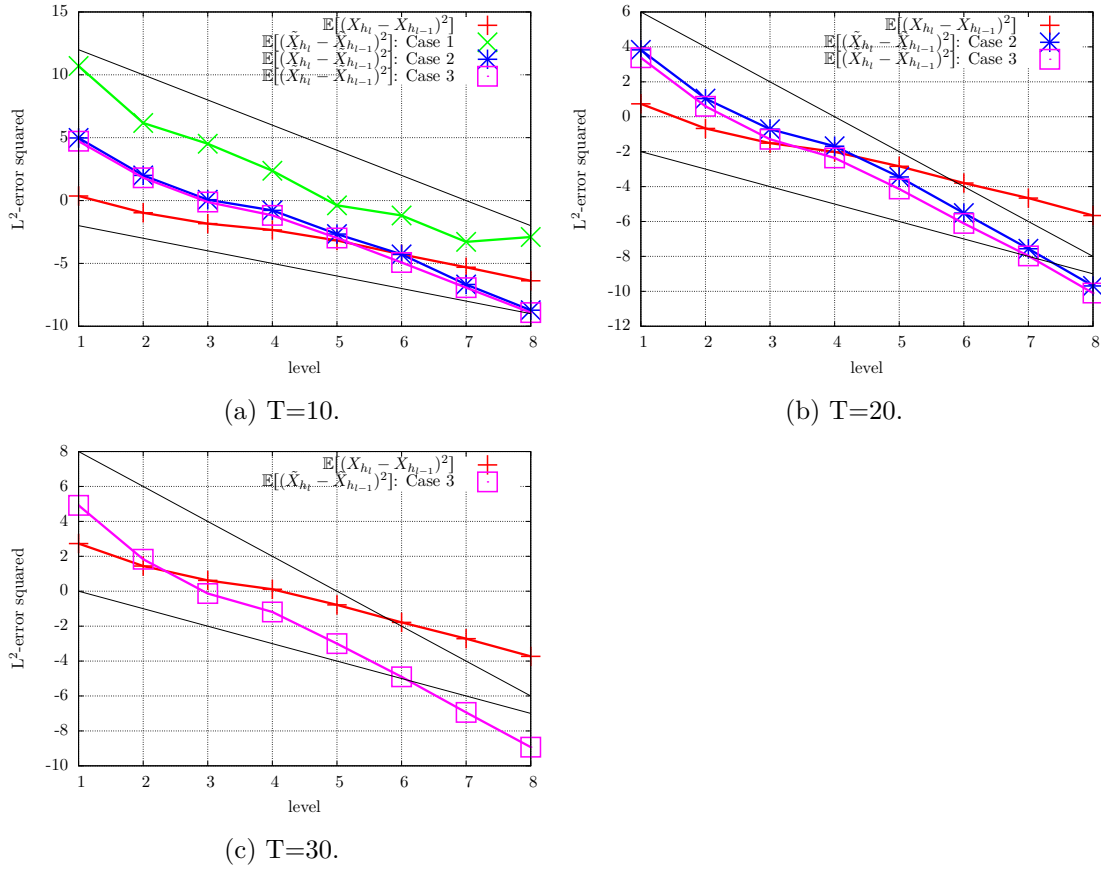 𝔼[(X_{h_l} − X_{h_{l−1}})^2]
𝔼[(X̃_{h_l} − X̃_{h_{l−1}})^2]: Case 1
𝔼[(X̃_{h_l} − X̃_{h_{l−1}})^2]: Case 2
𝔼[(X̃_{h_l} − X̃_{h_{l−1}})^2]: Case 3
15
10
5
0
-5
-10
L^2-error squared
1 2 3 4 5 6 7 8
level
(a) T=10.
𝔼[(X_{h_l} − X_{h_{l−1}})^2]
𝔼[(X̃_{h_l} − X̃_{h_{l−1}})^2]: Case 2
𝔼[(X̃_{h_l} − X̃_{h_{l−1}})^2]: Case 3
6
4
2
0
-2
-4
-6
-8
-10
-12
L^2-error squared
1 2 3 4 5 6 7 8
level
(b) T=20.
𝔼[(X_{h_l} − X_{h_{l−1}})^2]
𝔼[(X̃_{h_l} − X̃_{h_{l−1}})^2]: Case 3
8
6
4
2
0
-2
-4
-6
-8
-10
L^2-error squared
1 2 3 4 5 6 7 8
level
(c) T=30.